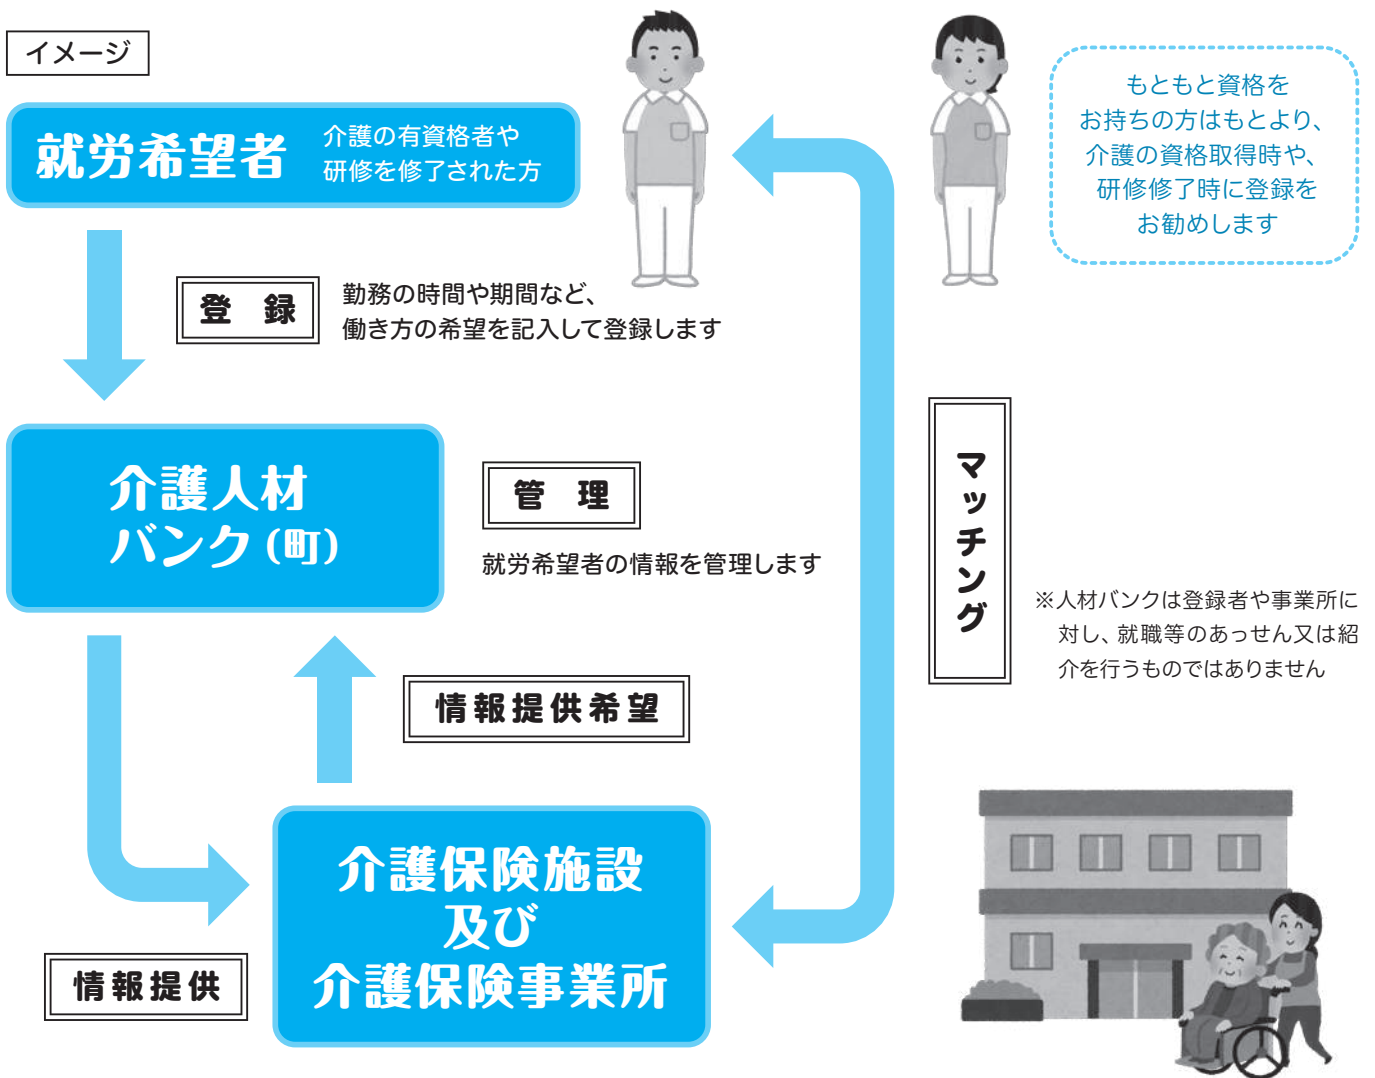 イメージ
就労希望者
介護の有資格者や
研修を修了された方
もともと資格を
お持ちの方はもとより、
介護の資格取得時や、
研修修了時に登録を
お勧めします
登 録
勤務の時間や期間など、
働き方の希望を記入して登録します
介護人材
バンク(町)
管 理
就労希望者の情報を管理します
マッチング
※人材バンクは登録者や事業所に
対し、就職等のあっせん又は紹
介を行うものではありません
情報提供希望
介護保険施設
及び
介護保険事業所
情報提供